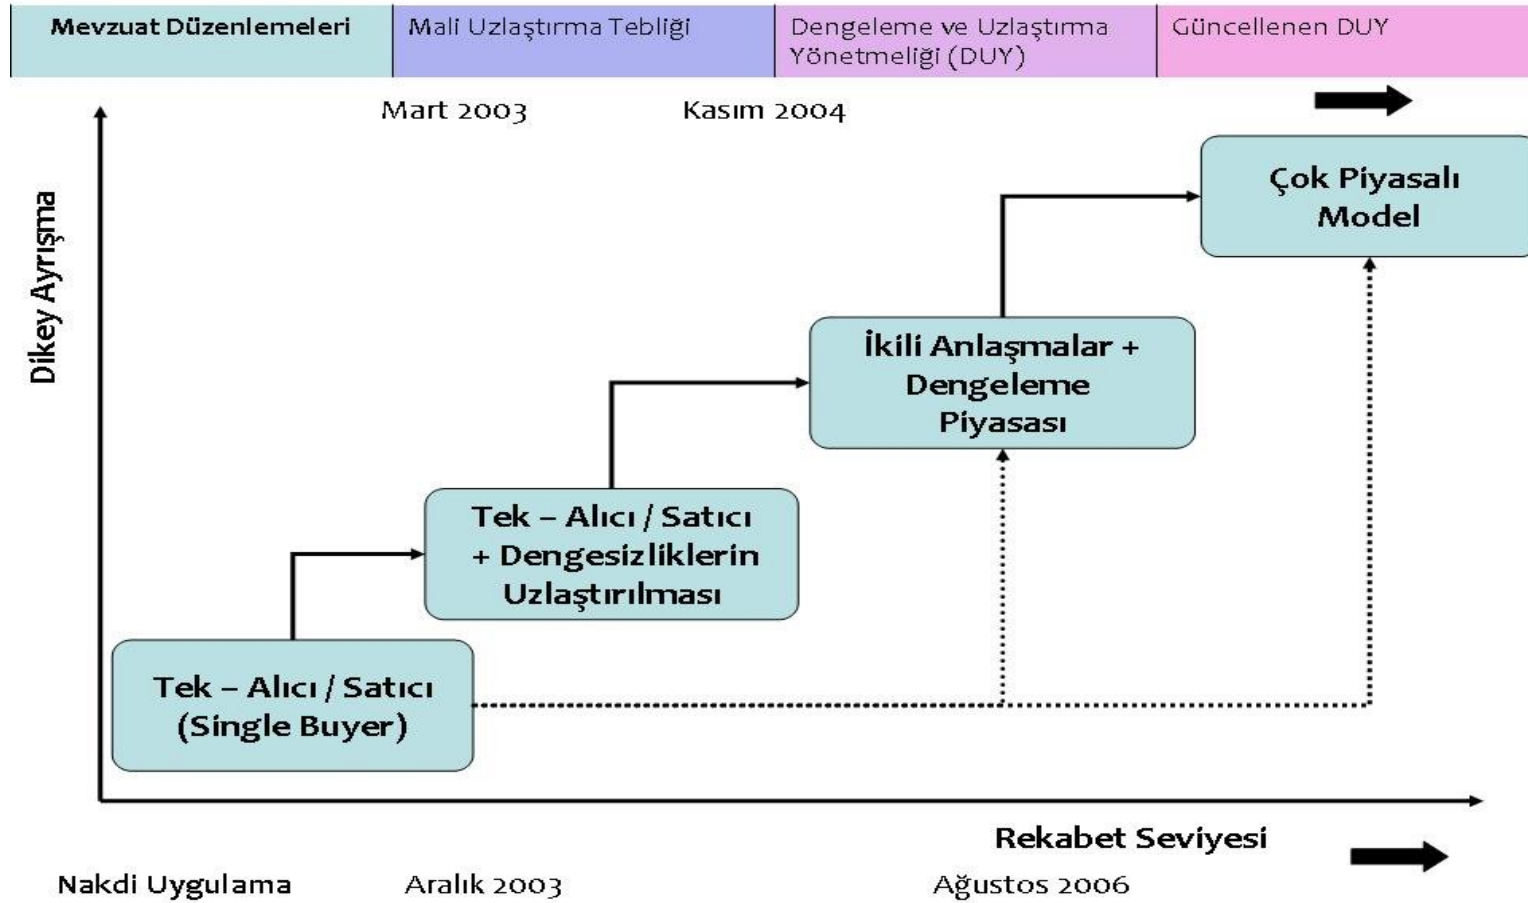 Mevzuat Düzenlemeleri
Mali Uzlaştırma Tebliği
Dengeleme ve Uzlaştırma
Yönetmeliği (DUY)
Güncellenen DUY
Mart 2003
Kasım 2004
Dikey Ayrışma
Çok Piyasalı
Model
İkili Anlaşmalar +
Dengeleme
Piyasası
Tek – Alıcı / Satıcı
+ Dengesizliklerin
Uzlaştırılması
Tek – Alıcı / Satıcı
(Single Buyer)
Rekabet Seviyesi
Nakdi Uygulama
Aralık 2003
Ağustos 2006